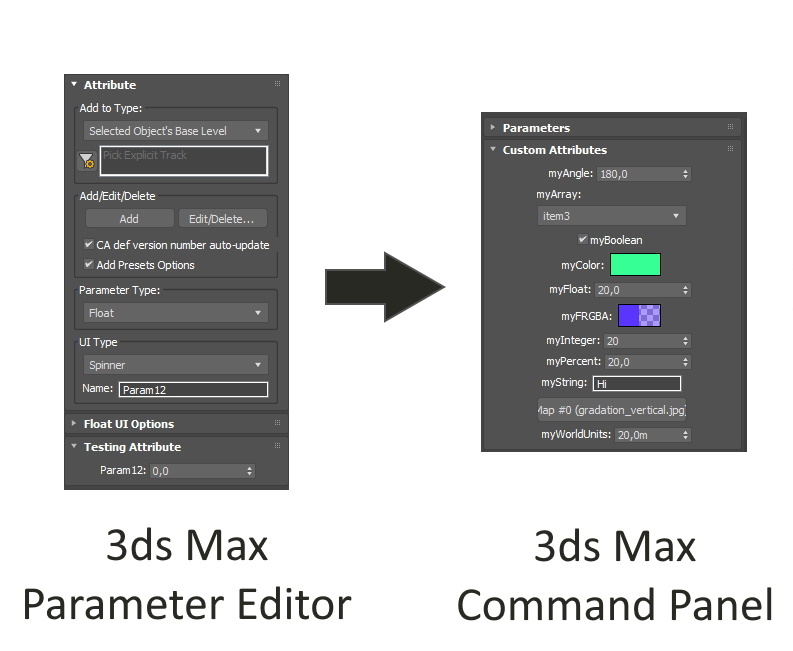 Attribute
Add to Type:
Selected Object's Base Level
Pick Explicit Track
Add/Edit/Delete
Add
Edit/Delete...
CA def version number auto-update
Add Presets Options
Parameter Type:
Float
UI Type
Spinner
Name: Param12
Float UI Options
Testing Attribute
Param12: 0,0
Parameters
Custom Attributes
myAngle: 180,0
myArray:
item3
myBoolean
myColor:
myFloat: 20,0
myFRGBA:
myInteger: 20
myPercent: 20,0
myString: Hi
Map #0 (gradation_vertical.jpg)
myWorldUnits: 20,0m
3ds Max
Parameter Editor
3ds Max
Command Panel